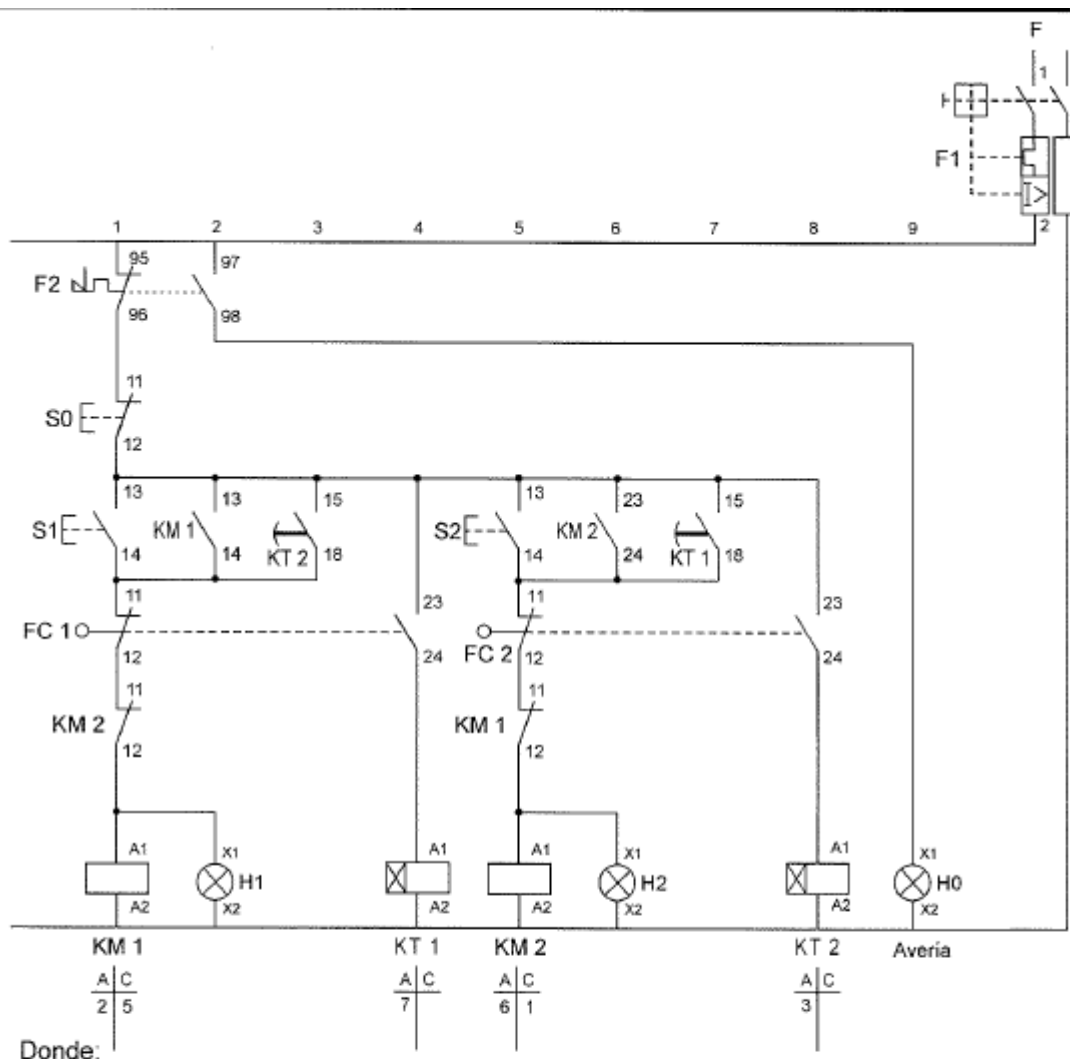 F
1
F1
I >
2
1 2 3 4 5 6 7 8 9
95 97
F2
96 98
11
S0
12
13 13 15 13 23 15
S1 KM 1 KT 2 S2 KM 2 KT 1
14 14 18 14 24 18
11 23 11 23
FC 1 FC 2
12 24 12 24
11 11
KM 2 KM 1
12 12
A1 X1 A1 A1 X1 A1 X1
H1 H2 H0
A2 X2 A2 A2 X2 A2 X2
KM 1 KT 1 KM 2 KT 2 Averia
A C A C A C A C
2 5 7 6 1 3
Donde: